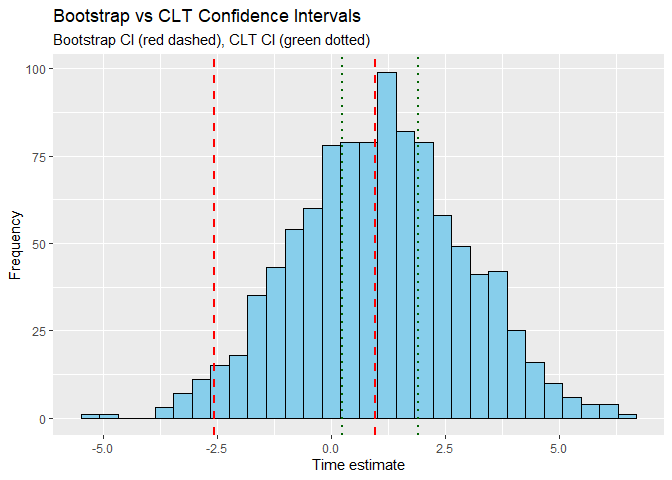 Bootstrap vs CLT Confidence Intervals
Bootstrap CI (red dashed), CLT CI (green dotted)
100
75
50
25
0
Frequency
-5.0 -2.5 0.0 2.5 5.0
Time estimate